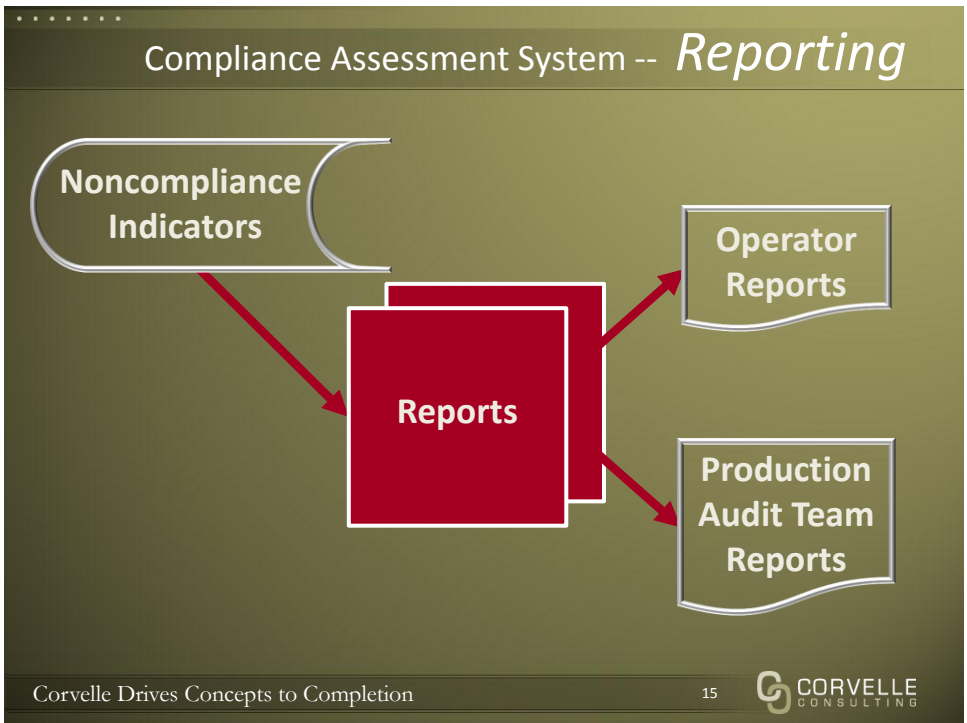 Compliance Assessment System -- Reporting
Noncompliance
Indicators
Operator
Reports
Reports
Production
Audit Team
Reports
Corvelle Drives Concepts to Completion
15
CORVELLE
CONSULTING